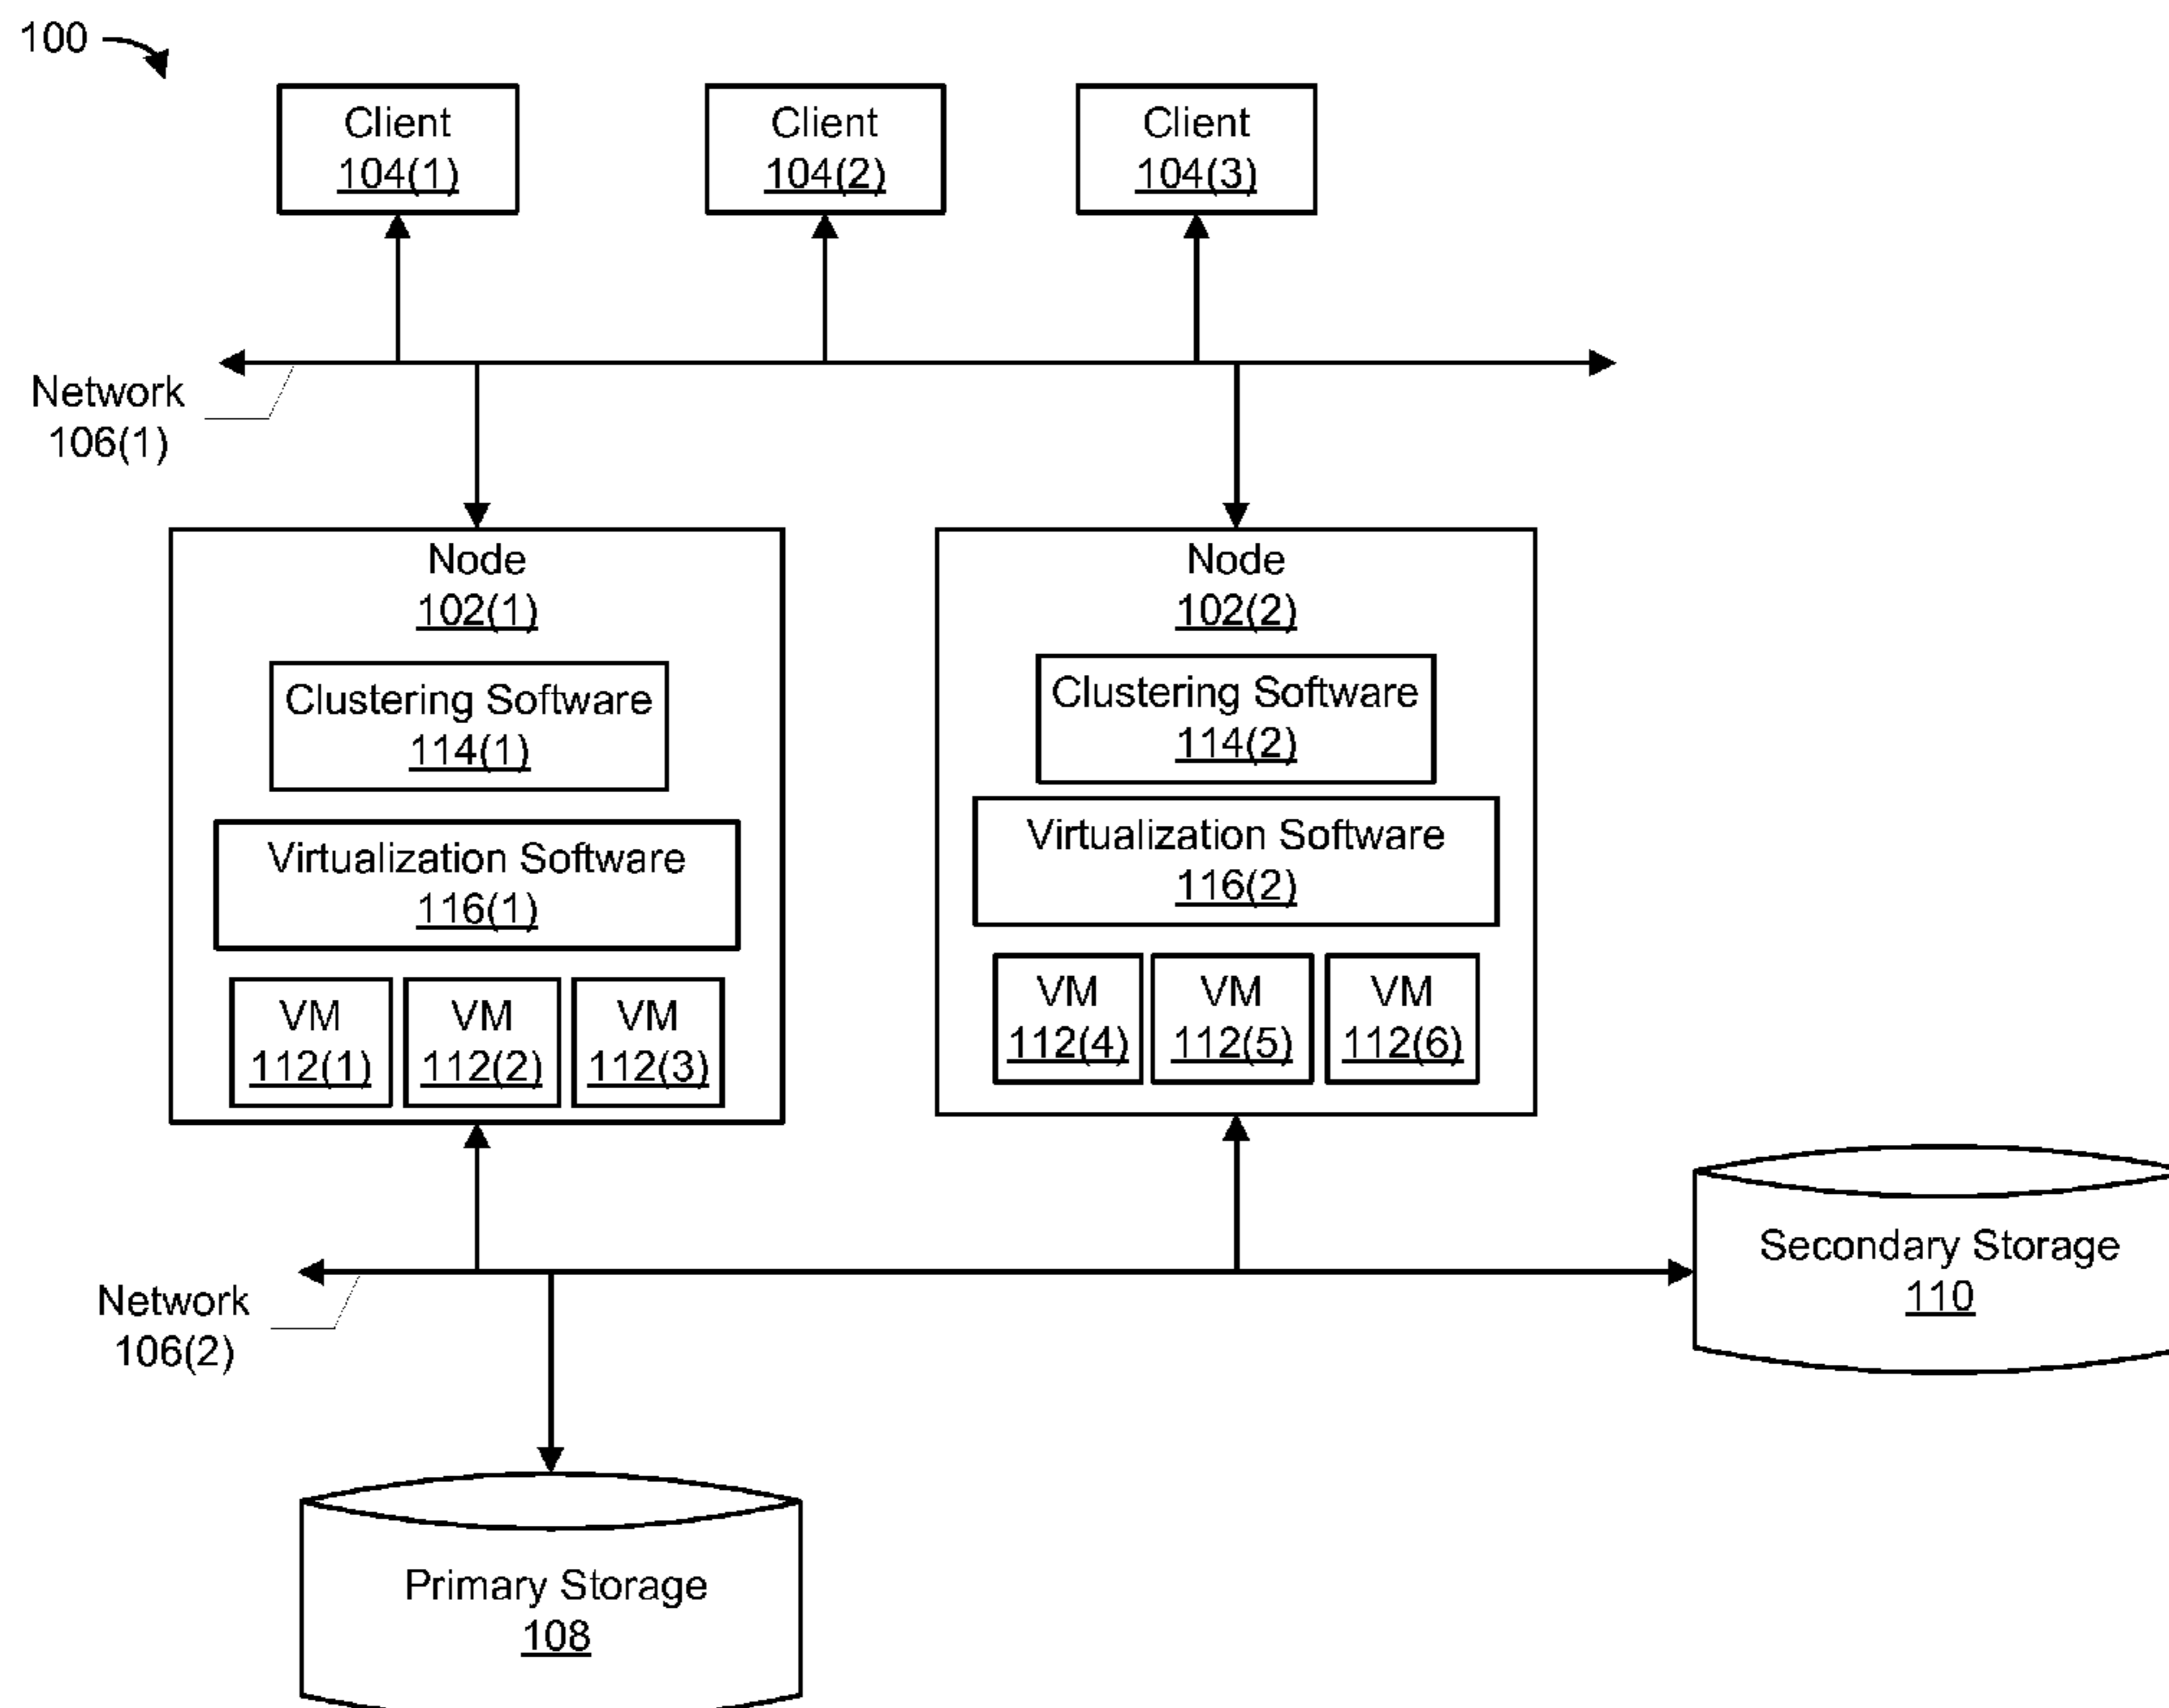 100
Client
104(1)
Client
104(2)
Client
104(3)
Network
106(1)
Node
102(1)
Clustering Software
114(1)
Virtualization Software
116(1)
VM
112(1)
VM
112(2)
VM
112(3)
Node
102(2)
Clustering Software
114(2)
Virtualization Software
116(2)
VM
112(4)
VM
112(5)
VM
112(6)
Network
106(2)
Secondary Storage
110
Primary Storage
108